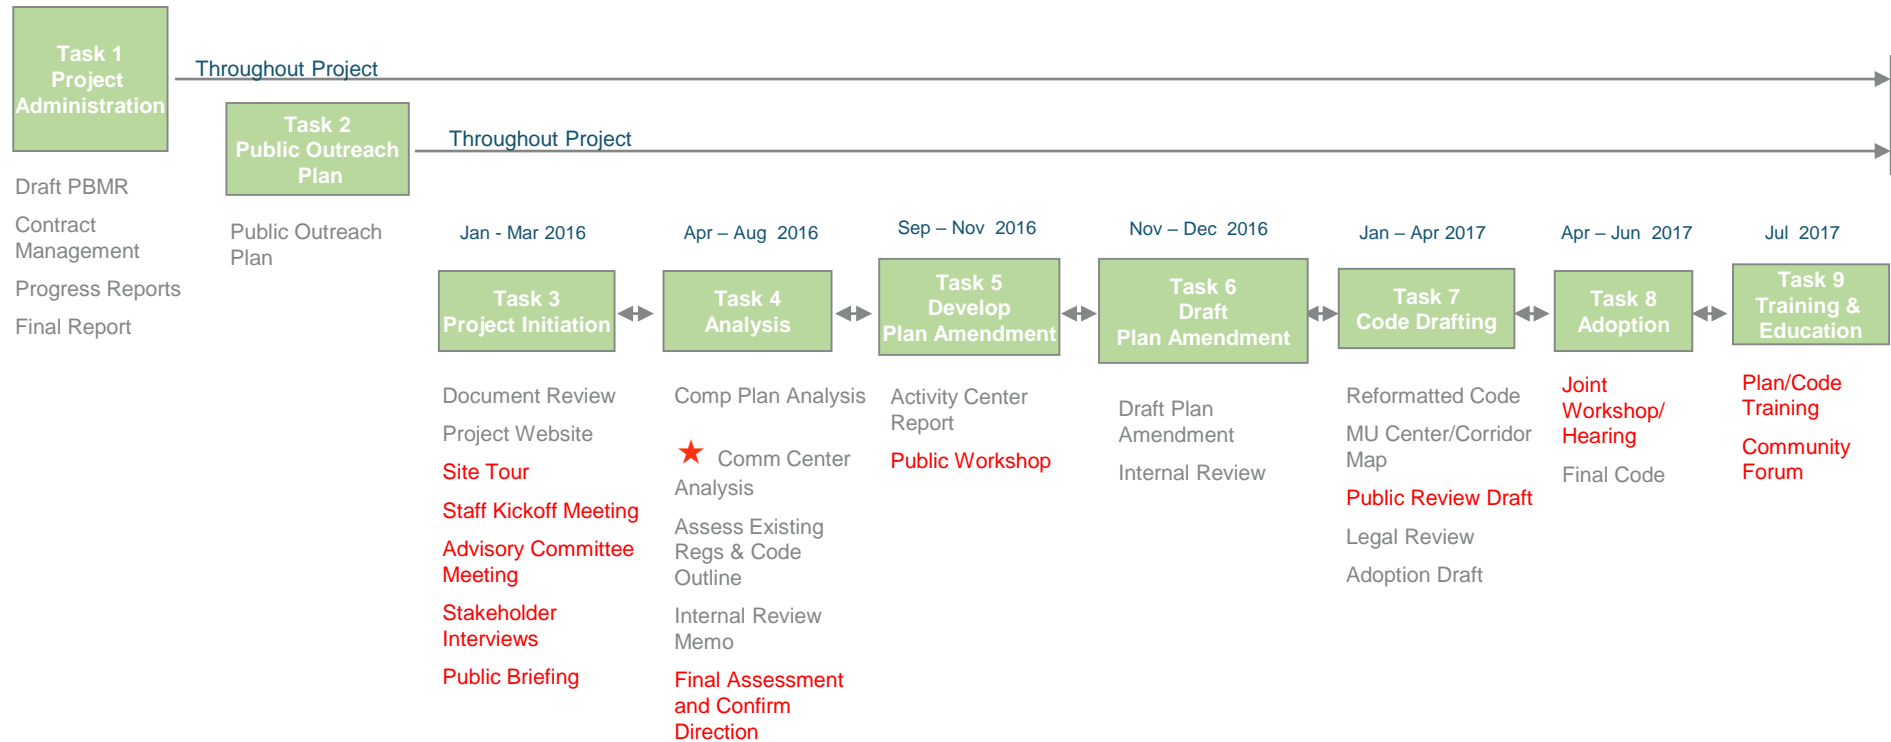 Task 1
Project
Administration
Throughout Project
Draft PBMR
Contract
Management
Progress Reports
Final Report
Task 2
Public Outreach
Plan
Throughout Project
Public Outreach
Plan
Jan - Mar 2016
Task 3
Project Initiation
Document Review
Project Website
Site Tour
Staff Kickoff Meeting
Advisory Committee
Meeting
Stakeholder
Interviews
Public Briefing
Apr – Aug 2016
Task 4
Analysis
Comp Plan Analysis
Comm Center
Analysis
Assess Existing
Regs & Code
Outline
Internal Review
Memo
Final Assessment
and Confirm
Direction
Sep – Nov 2016
Task 5
Develop
Plan Amendment
Activity Center
Report
Public Workshop
Nov – Dec 2016
Task 6
Draft
Plan Amendment
Draft Plan
Amendment
Internal Review
Jan – Apr 2017
Task 7
Code Drafting
Reformatted Code
MU Center/Corridor
Map
Public Review Draft
Legal Review
Adoption Draft
Apr – Jun 2017
Task 8
Adoption
Joint
Workshop/
Hearing
Final Code
Jul 2017
Task 9
Training &
Education
Plan/Code
Training
Community
Forum